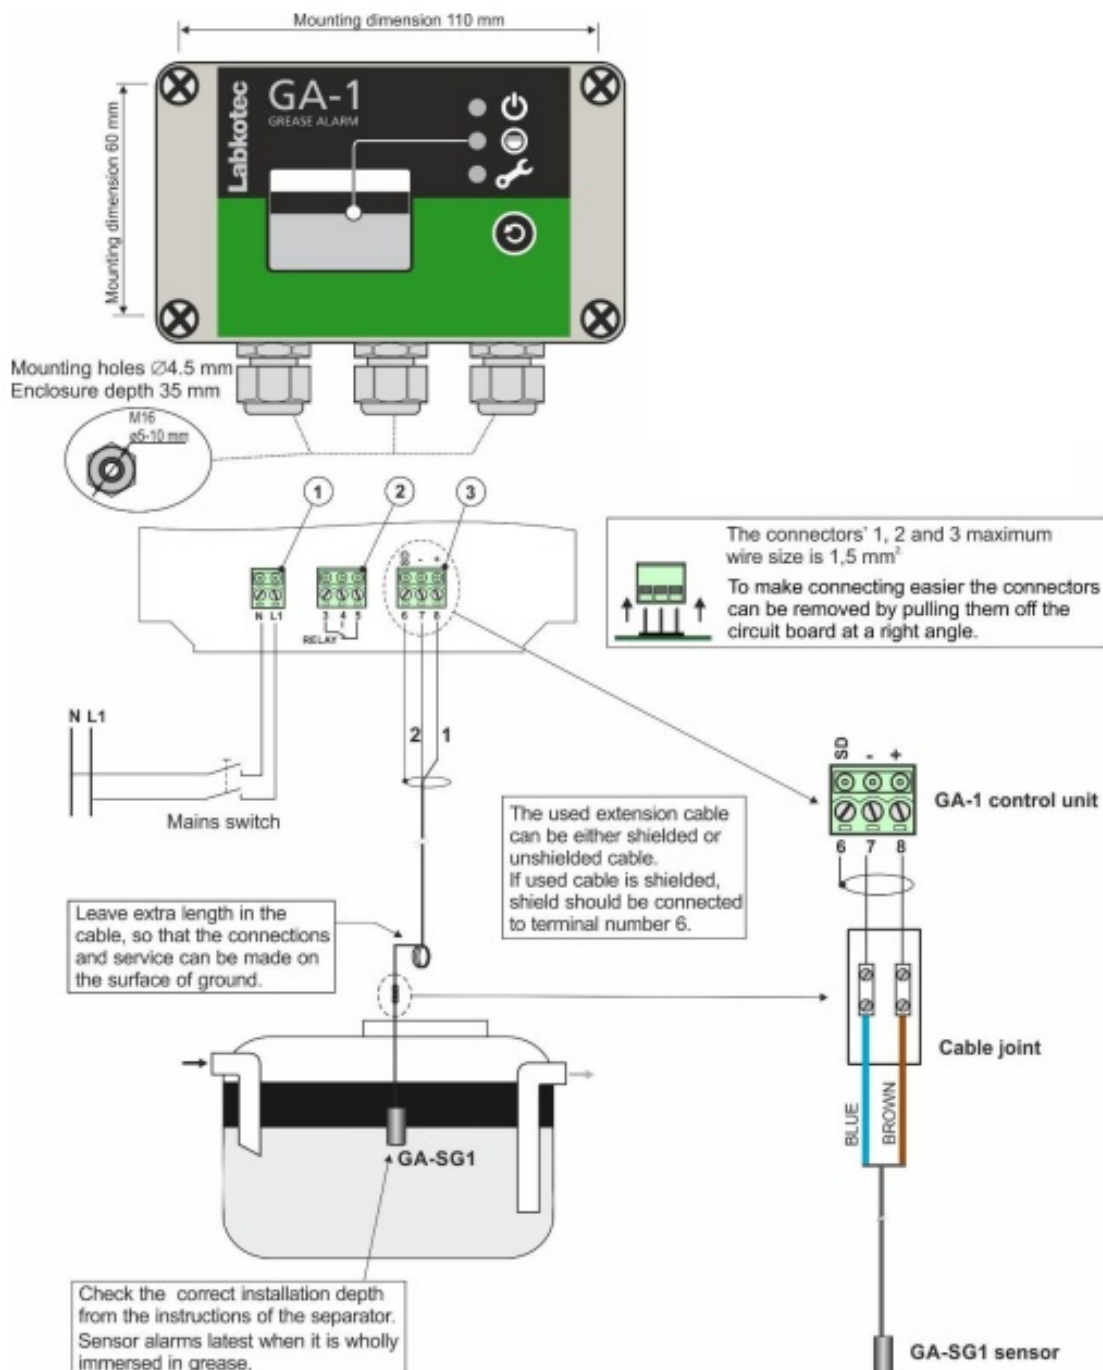 Mounting dimension 110 mm
Mounting dimension 60 mm
Labkotec
GA-1
GREASE ALARM
Mounting holes Ø4.5 mm
Enclosure depth 35 mm
M16
ø5-10 mm
1
2
3
SD - +
N L1
3 4 5
6 7 8
RELAY
The connectors' 1, 2 and 3 maximum
wire size is 1,5 mm².
To make connecting easier the connectors
can be removed by pulling them off the
circuit board at a right angle.
N L1
2 1
Mains switch
SD - +
GA-1 control unit
6 7 8
The used extension cable
can be either shielded or
unshielded cable.
If used cable is shielded,
shield should be connected
to terminal number 6.
Leave extra length in the
cable, so that the connections
and service can be made on
the surface of ground.
Cable joint
BLUE
BROWN
GA-SG1
Check the correct installation depth
from the instructions of the separator.
Sensor alarms latest when it is wholly
immersed in grease.
GA-SG1 sensor